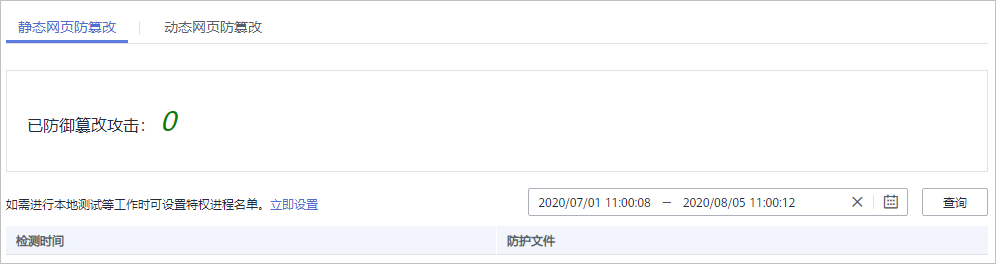 静态网页防篡改 动态网页防篡改
已防御篡改攻击： 0
如需进行本地测试等工作时可设置特权进程名单。立即设置 2020/07/01 11:00:08 — 2020/08/05 11:00:12 查询
检测时间 防护文件